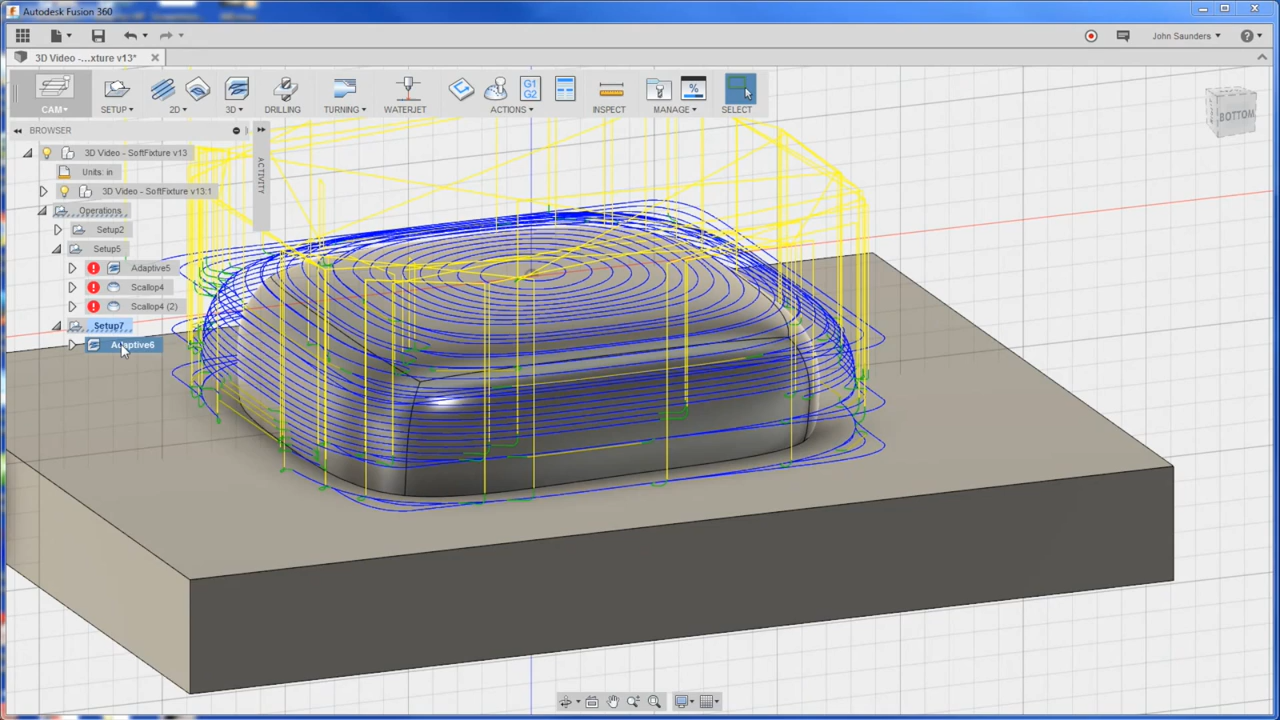 Autodesk Fusion 360
John Saunders
3D Video -...xture v13*
G1
G2
%
CAM
SETUP
2D
3D
DRILLING
TURNING
WATERJET
ACTIONS
INSPECT
MANAGE
SELECT
BROWSER
ACTIVITY
3D Video - SoftFixture v13
Units: in
3D Video - SoftFixture v13:1
Operations
Setup2
Setup5
Adaptive5
Scallop4
Scallop4 (2)
Setup7
Adaptive6
BOTTOM